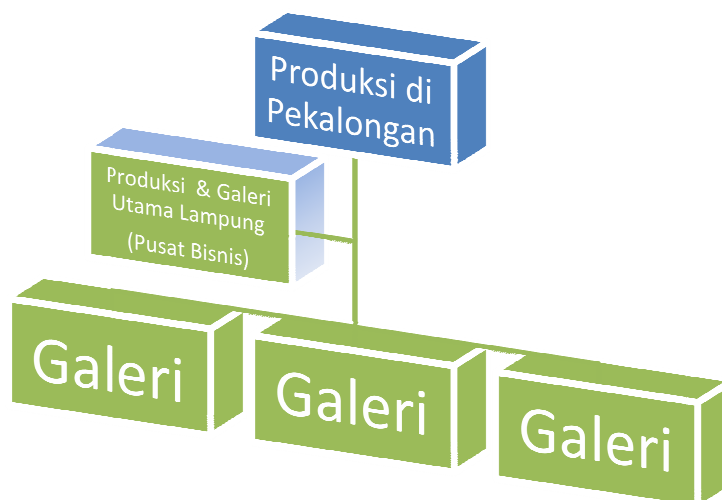 Produksi di
Pekalongan
Produksi & Galeri
Utama Lampung
(Pusat Bisnis)
Galeri
Galeri
Galeri